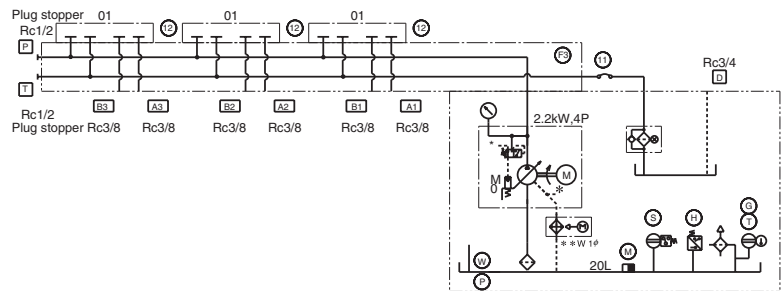 Plug stopper 01 01 01
Rc1/2 12 12 12
P F3 11 Rc3/4
T D
Rc1/2 B3 A3 B2 A2 B1 A1
Plug stopper Rc3/8 Rc3/8 Rc3/8 Rc3/8 Rc3/8 Rc3/8
2.2kW,4P
*
M
0 M
*
M
**W 1ϕ
G
S H T
W M
P 20L